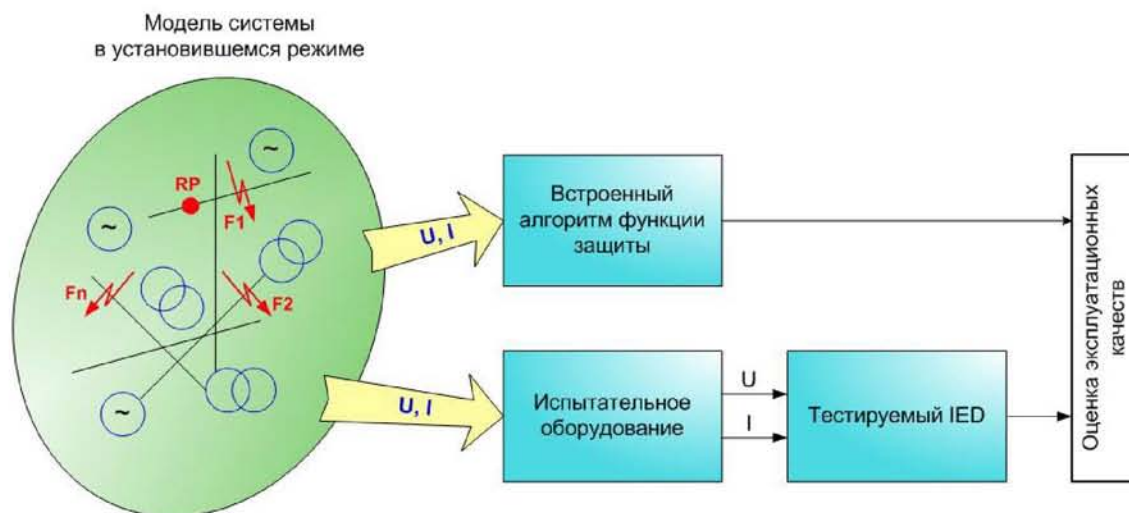 Модель системы
в установившемся режиме
~
~
RP
F1
Fn
F2
~
U, I
U, I
Встроенный
алгоритм функции
защиты
Испытательное
оборудование
U
I
Тестируемый IED
Оценка эксплуатационных
качеств